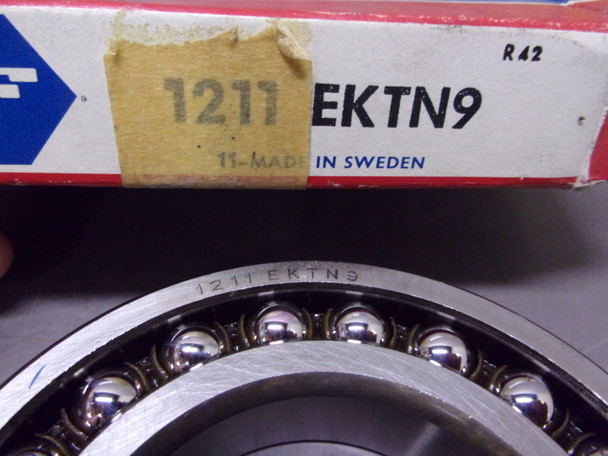 F
R42
1211 EKTN9
11-MADE IN SWEDEN
1211 EKTN9